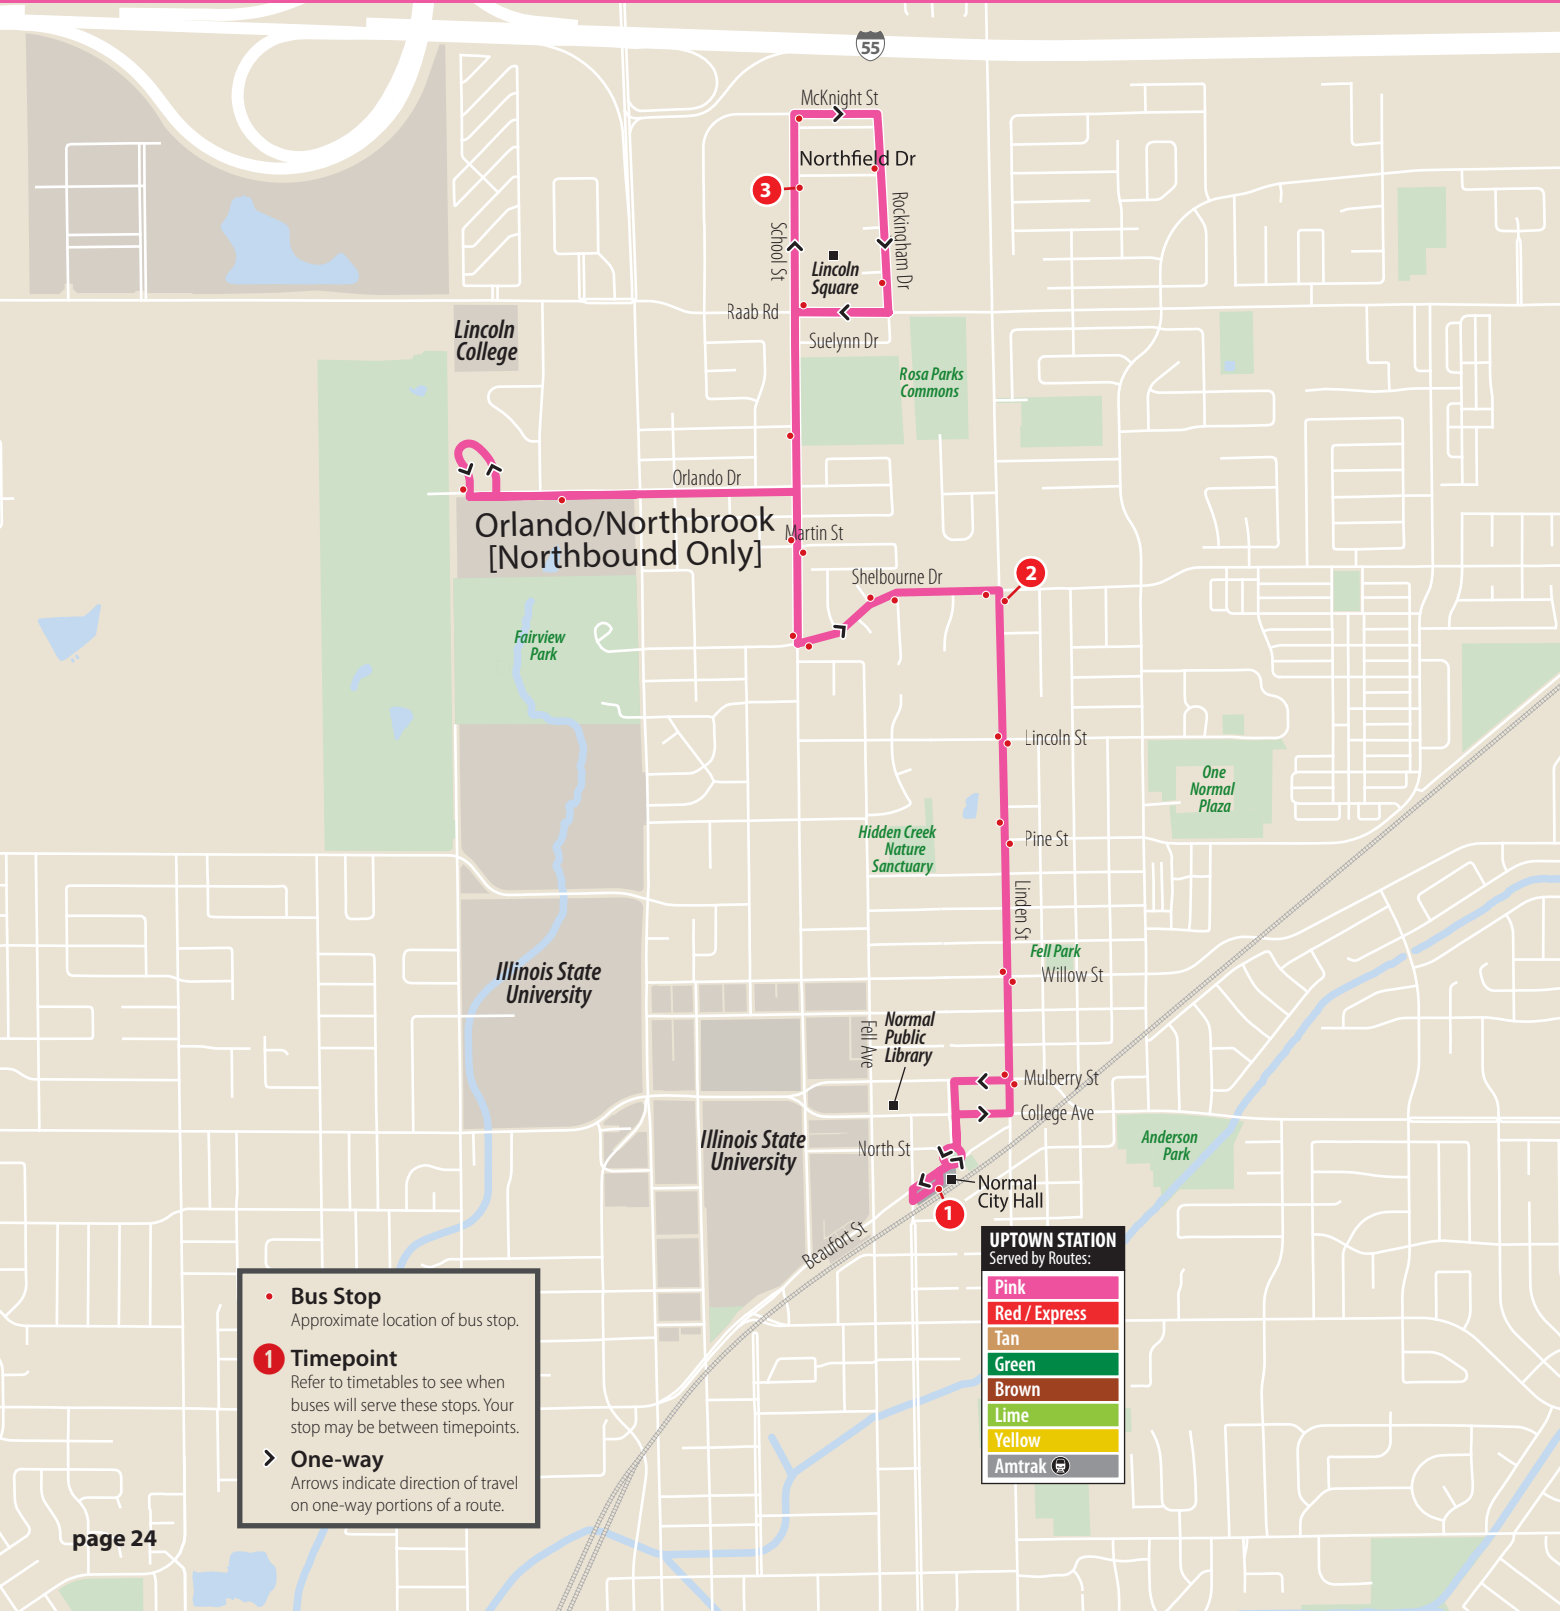 55
McKnight St
Northfield Dr
3
School St
Rockingham Dr
Lincoln
Square
Raab Rd
Lincoln
College
Suelynn Dr
Rosa Parks
Commons
Orlando Dr
Orlando/Northbrook
[Northbound Only]
Martin St
Shelbourne Dr
2
Fairview
Park
Lincoln St
One
Normal
Plaza
Hidden Creek
Nature
Sanctuary
Pine St
Linden St
Fell Park
Willow St
Illinois State
University
Fell Ave
Normal
Public
Library
Mulberry St
College Ave
Illinois State
University
North St
Anderson
Park
Normal
City Hall
1
Beaufort St
UPTOWN STATION
Served by Routes:
Pink
Red / Express
Tan
Green
Brown
Lime
Yellow
Amtrak
Bus Stop
Approximate location of bus stop.
1 Timepoint
Refer to timetables to see when
buses will serve these stops. Your
stop may be between timepoints.
One-way
Arrows indicate direction of travel
on one-way portions of a route.
page 24